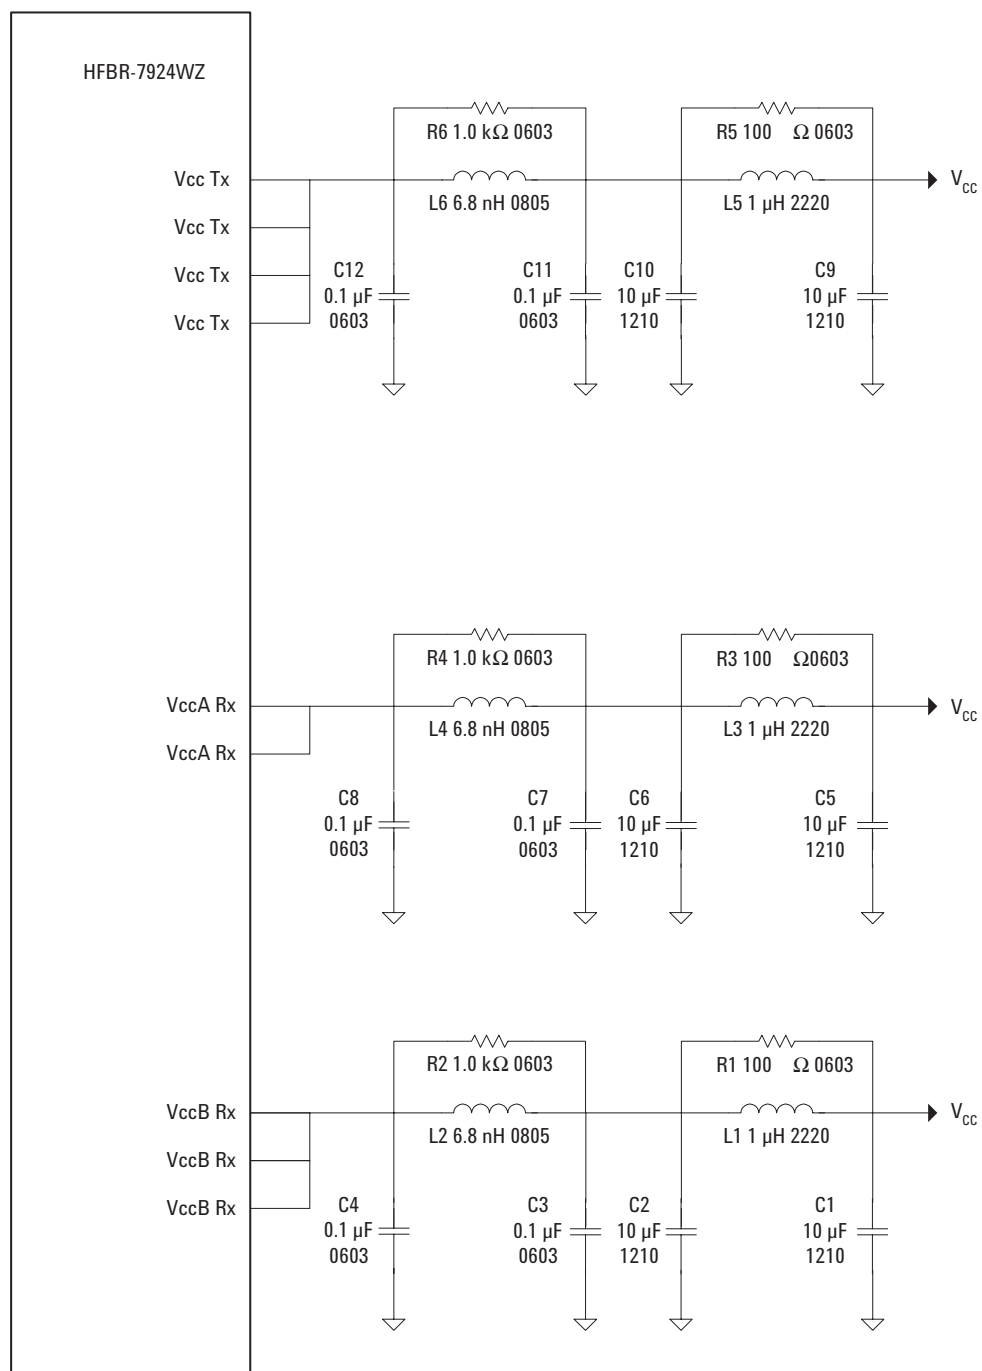 HFBR-7924WZ
R6 1.0 kΩ 0603
R5 100 Ω 0603
Vcc Tx
L6 6.8 nH 0805
L5 1 µH 2220
VCC
Vcc Tx
Vcc Tx
Vcc Tx
C12
0.1 µF
0603
C11
0.1 µF
0603
C10
10 µF
1210
C9
10 µF
1210
R4 1.0 kΩ 0603
R3 100 Ω0603
VccA Rx
L4 6.8 nH 0805
L3 1 µH 2220
VCC
VccA Rx
C8
0.1 µF
0603
C7
0.1 µF
0603
C6
10 µF
1210
C5
10 µF
1210
R2 1.0 kΩ 0603
R1 100 Ω 0603
VccB Rx
L2 6.8 nH 0805
L1 1 µH 2220
VCC
VccB Rx
VccB Rx
C4
0.1 µF
0603
C3
0.1 µF
0603
C2
10 µF
1210
C1
10 µF
1210